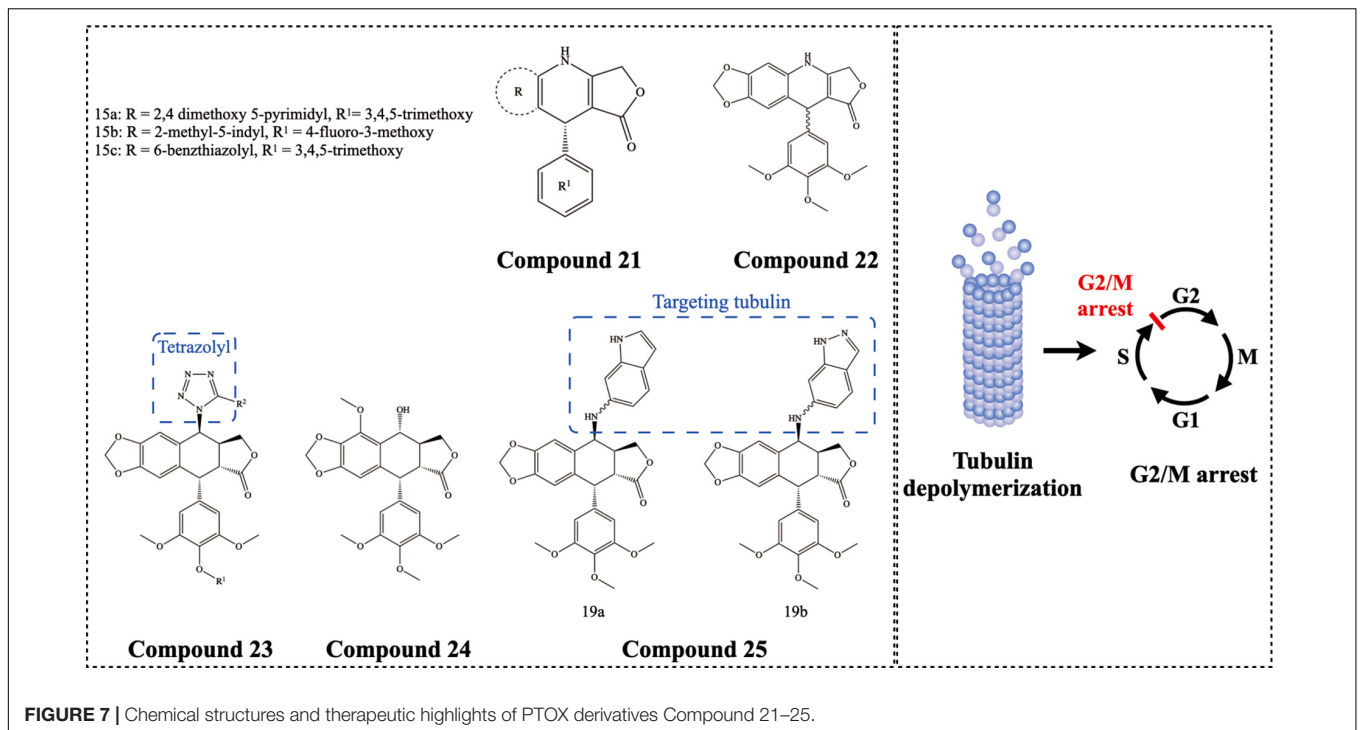 15a: R = 2,4 dimethoxy 5-pyrimidyl, R¹= 3,4,5-trimethoxy
15b: R = 2-methyl-5-indyl, R¹ = 4-fluoro-3-methoxy
15c: R = 6-benzthiazolyl, R¹ = 3,4,5-trimethoxy
H
N
R
O
O
R¹
Compound 21
H
N
O
O
O
O
O
O
O
Compound 22
Tetrazolyl
N
N
N
N
R²
O
O
O
O
O
O
O
R¹
Compound 23
O
OH
O
O
O
O
O
O
O
Compound 24
Targeting tubulin
HN
HN
O
O
O
O
O
O
O
19a
N
HN
HN
O
O
O
O
O
O
O
19b
Compound 25
Tubulin
depolymerization
G2/M
arrest
G2
S
M
G1
G2/M arrest
FIGURE 7 | Chemical structures and therapeutic highlights of PTOX derivatives Compound 21–25.